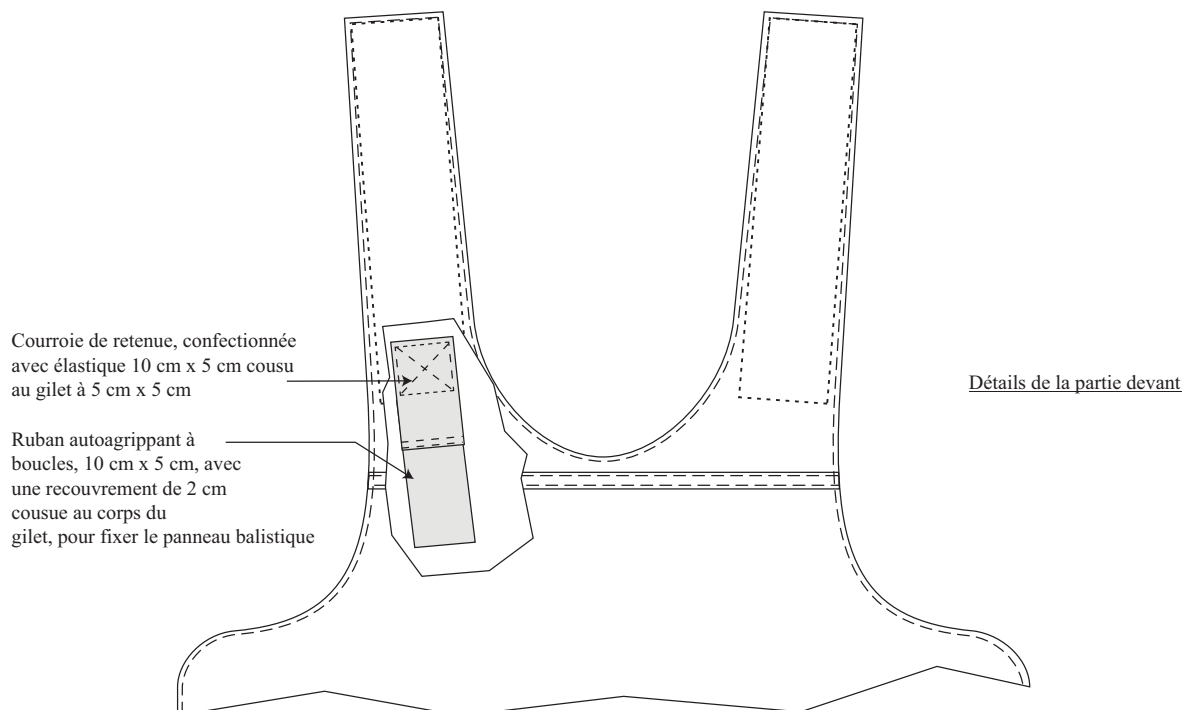 Courroie de retenue, confectionnée
avec élastique 10 cm x 5 cm cousu
au gilet à 5 cm x 5 cm
Détails de la partie devant
Ruban autoagrippant à
boucles, 10 cm x 5 cm, avec
une recouvrement de 2 cm
cousue au corps du
gilet, pour fixer le panneau balistique